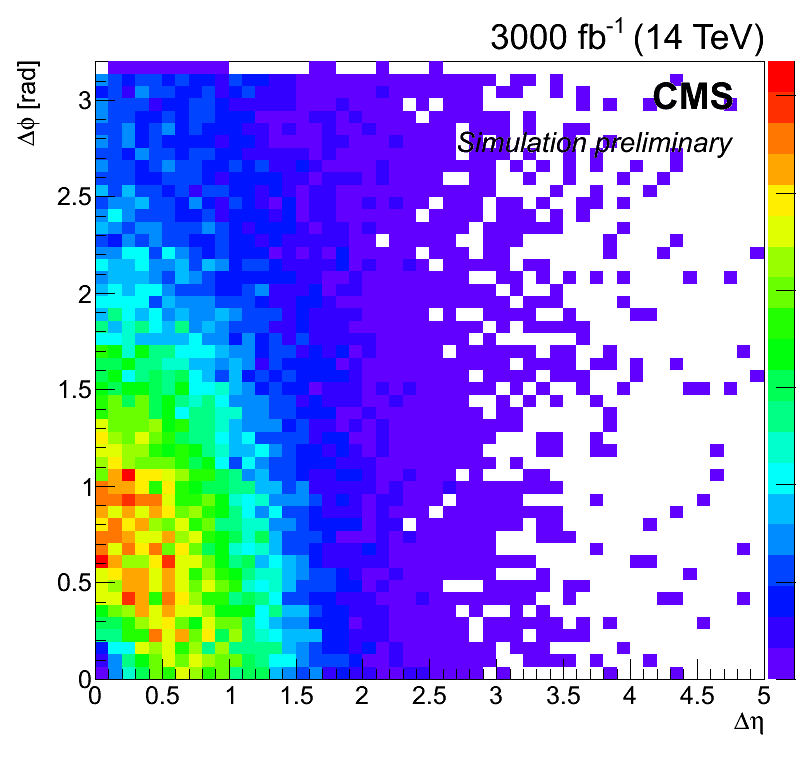 3000 fb⁻¹ (14 TeV)
Δϕ [rad]
CMS
Simulation preliminary
3
2.5
2
1.5
1
0.5
0
0 0.5 1 1.5 2 2.5 3 3.5 4 4.5 5
Δη